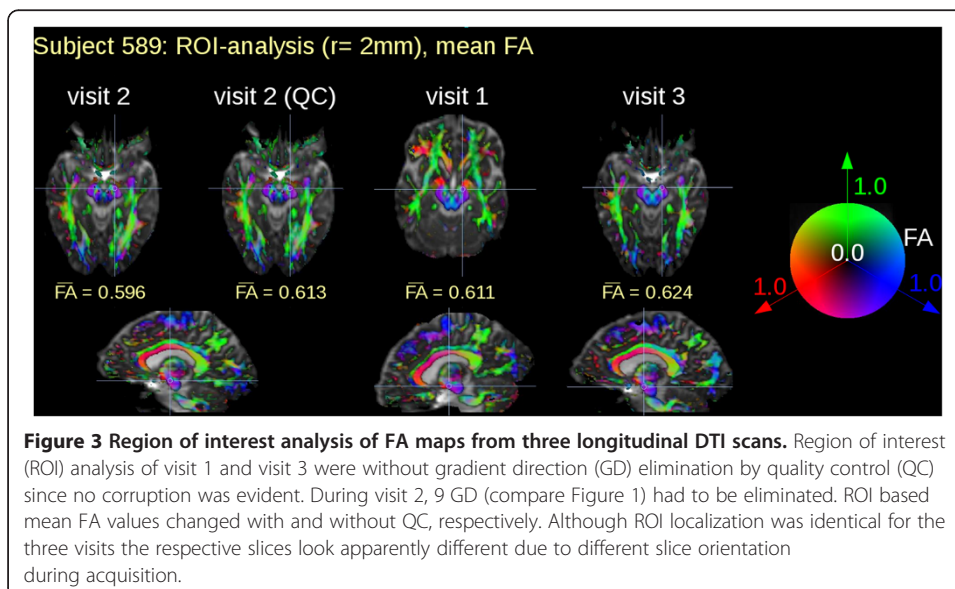 Subject 589: ROI-analysis (r= 2mm), mean FA
visit 2
visit 2 (QC)
visit 1
visit 3
1.0
FA
0.0
1.0
1.0
FA = 0.596
FA = 0.613
FA = 0.611
FA = 0.624
Figure 3 Region of interest analysis of FA maps from three longitudinal DTI scans. Region of interest
(ROI) analysis of visit 1 and visit 3 were without gradient direction (GD) elimination by quality control (QC)
since no corruption was evident. During visit 2, 9 GD (compare Figure 1) had to be eliminated. ROI based
mean FA values changed with and without QC, respectively. Although ROI localization was identical for the
three visits the respective slices look apparently different due to different slice orientation
during acquisition.